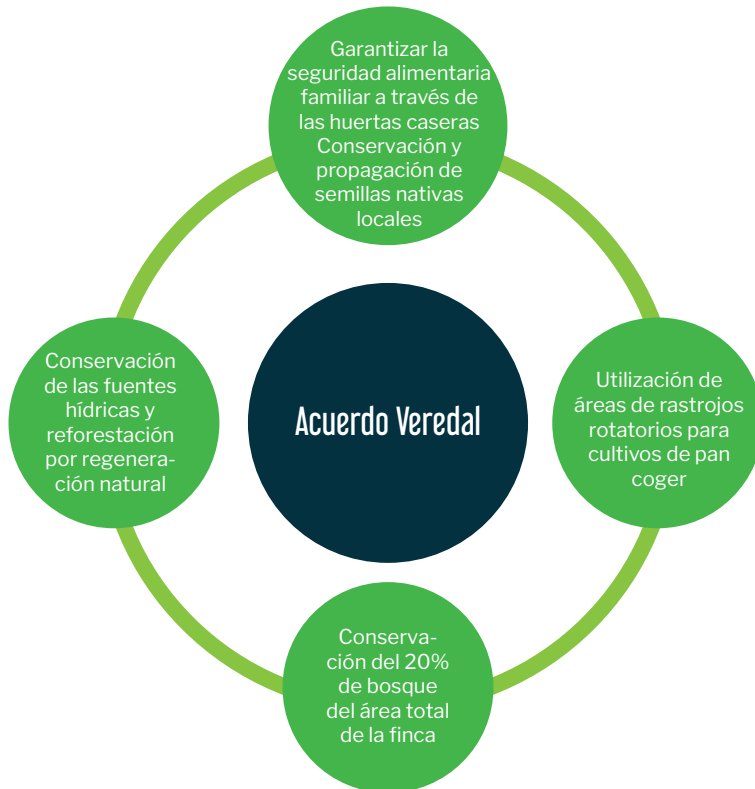 Garantizar la
seguridad alimentaria
familiar a través de
las huertas caseras
Conservación y
propagación de
semillas nativas
locales
Conservación
de las fuentes
hídricas y
reforestación
por regenera-
ción natural
Acuerdo Veredal
Utilización de
áreas de rastrojos
rotatorios para
cultivos de pan
coger
Conserva-
ción del 20%
de bosque
del área total
de la finca